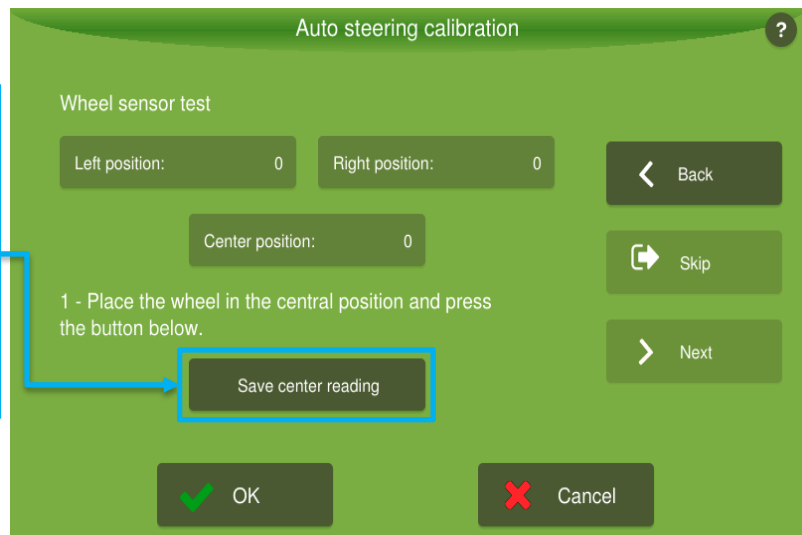 Auto steering calibration
?
Wheel sensor test
Left position: 0
Right position: 0
Back
Center position: 0
Skip
1 - Place the wheel in the central position and press
the button below.
Next
Save center reading
OK
Cancel